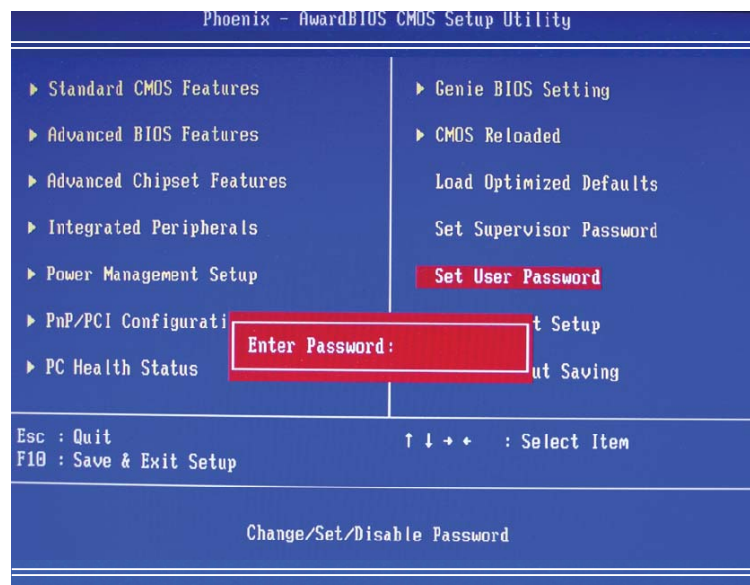 Phoenix - AwardBIOS CMOS Setup Utility
Standard CMOS Features
Advanced BIOS Features
Advanced Chipset Features
Integrated Peripherals
Power Management Setup
PnP/PCI Configurati
PC Health Status
Genie BIOS Setting
CMOS Reloaded
Load Optimized Defaults
Set Supervisor Password
Set User Password
t Setup
ut Saving
Enter Password:
Esc : Quit
F10 : Save & Exit Setup
↑ ↓ → ← : Select Item
Change/Set/Disable Password